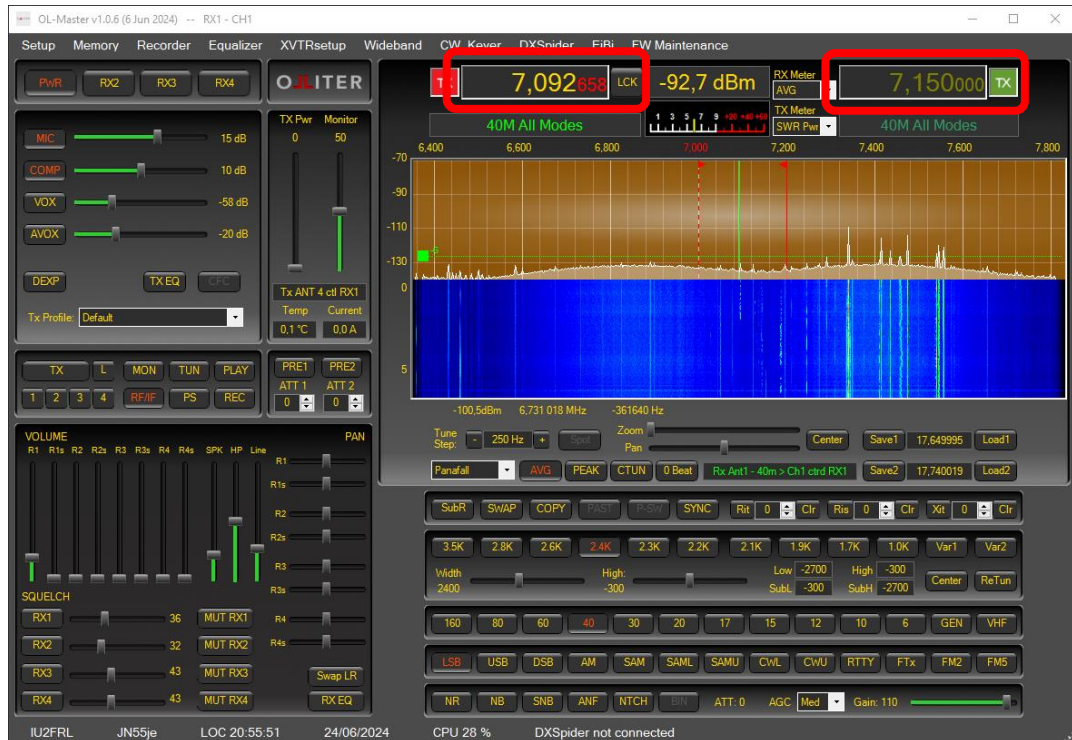 OL-Master v1.0.6 (6 Jun 2024) -- RX1 - CH1
Setup Memory Recorder Equalizer XVTRsetup Wideband CW Keyer DXSpider EiBi FW Maintenance
PWR RX2 RX3 RX4
OLLITER
TX 7,092658 LCK -92,7 dBm RX Meter AVG 7,150000 TX
TX Meter SWR Pwr
1 3 5 7 9 +20 +40 +60
40M All Modes 40M All Modes
MIC 15 dB
COMP 10 dB
VOX -58 dB
AVOX -20 dB
DEXP TX EQ CFC
Tx Profile: Default
TX Pwr Monitor
0 50
Tx ANT 4 ctl RX1
Temp Current
0,1 °C 0,0 A
6,400 6,600 6,800 7,000 7,200 7,400 7,600 7,800
-70
-90
-110
-6
-130
0
5
TX L MON TUN PLAY
1 2 3 4 RF/IF PS REC
PRE1 PRE2
ATT 1 ATT 2
0 0
-100,5dBm 6,731 018 MHz -361640 Hz
Tune Step: - 250 Hz + Spot Zoom Pan Center Save1 17,649995 Load1
Panafall AVG PEAK CTUN 0 Beat Rx Ant1 - 40m > Ch1 ctrd RX1 Save2 17,740019 Load2
VOLUME PAN
R1 R1s R2 R2s R3 R3s R4 R4s SPK HP Line
R1
R1s
R2
R2s
R3
R3s
R4
R4s
SQUELCH
RX1 36 MUT RX1
RX2 32 MUT RX2
RX3 43 MUT RX3
RX4 43 MUT RX4
Swap LR
RX EQ
SubR SWAP COPY PAST P-SW SYNC Rit 0 Clr Ris 0 Clr Xit 0 Clr
3.5K 2.8K 2.6K 2.4K 2.3K 2.2K 2.1K 1.9K 1.7K 1.0K Var1 Var2
Width 2400 High: -300 Low -2700 High -300
SubL -300 SubH -2700 Center ReTun
160 80 60 40 30 20 17 15 12 10 6 GEN VHF
LSB USB DSB AM SAM SAML SAMU CWL CWU RTTY FTx FM2 FM5
NR NB SNB ANF NTCH BIN ATT: 0 AGC Med Gain: 110
IU2FRL JN55je LOC 20:55:51 24/06/2024 CPU 28 % DXSpider not connected